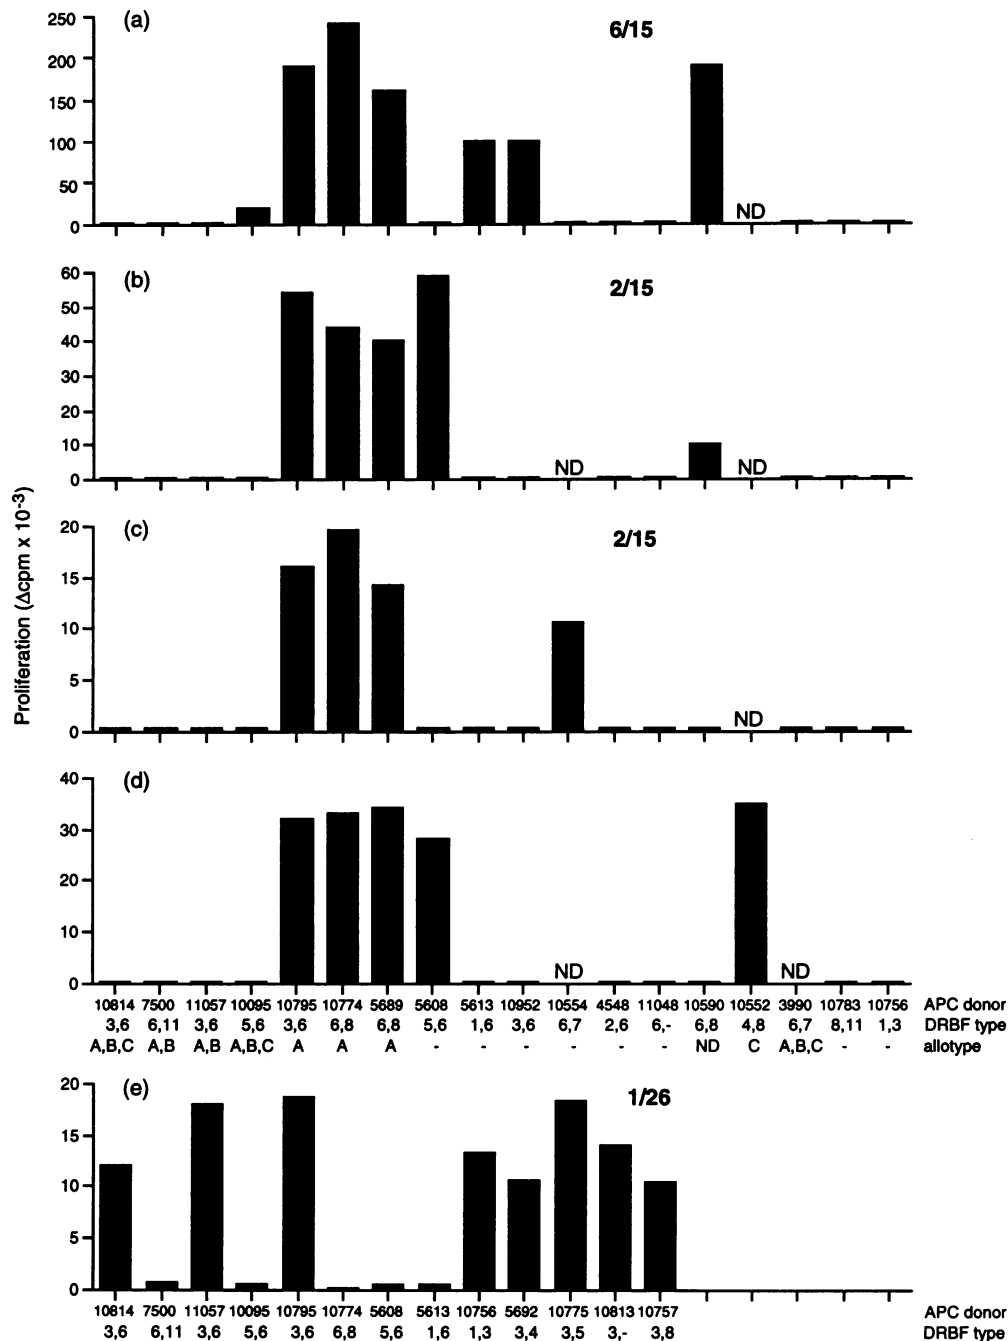 (a)
6/15
250
200
150
100
50
0
ND
(b)
2/15
60
50
40
30
20
10
0
ND ND
Proliferation (Δcpm x 10-3)
(c)
2/15
20
15
10
5
0
ND
(d)
40
30
20
10
0
ND ND
10814 7500 11057 10095 10795 10774 5689 5608 5613 10952 10554 4548 11048 10590 10552 3990 10783 10756 APC donor
3,6 6,11 3,6 5,6 3,6 6,8 6,8 5,6 1,6 3,6 6,7 2,6 6,- 6,8 4,8 6,7 8,11 1,3 DRBF type
A,B,C A,B A,B A,B,C A A A - - - - - - ND C A,B,C - - allotype
(e)
1/26
20
15
10
5
0
10814 7500 11057 10095 10795 10774 5608 5613 10756 5692 10775 10813 10757 APC donor
3,6 6,11 3,6 5,6 3,6 6,8 5,6 1,6 1,3 3,4 3,5 3,- 3,8 DRBF type